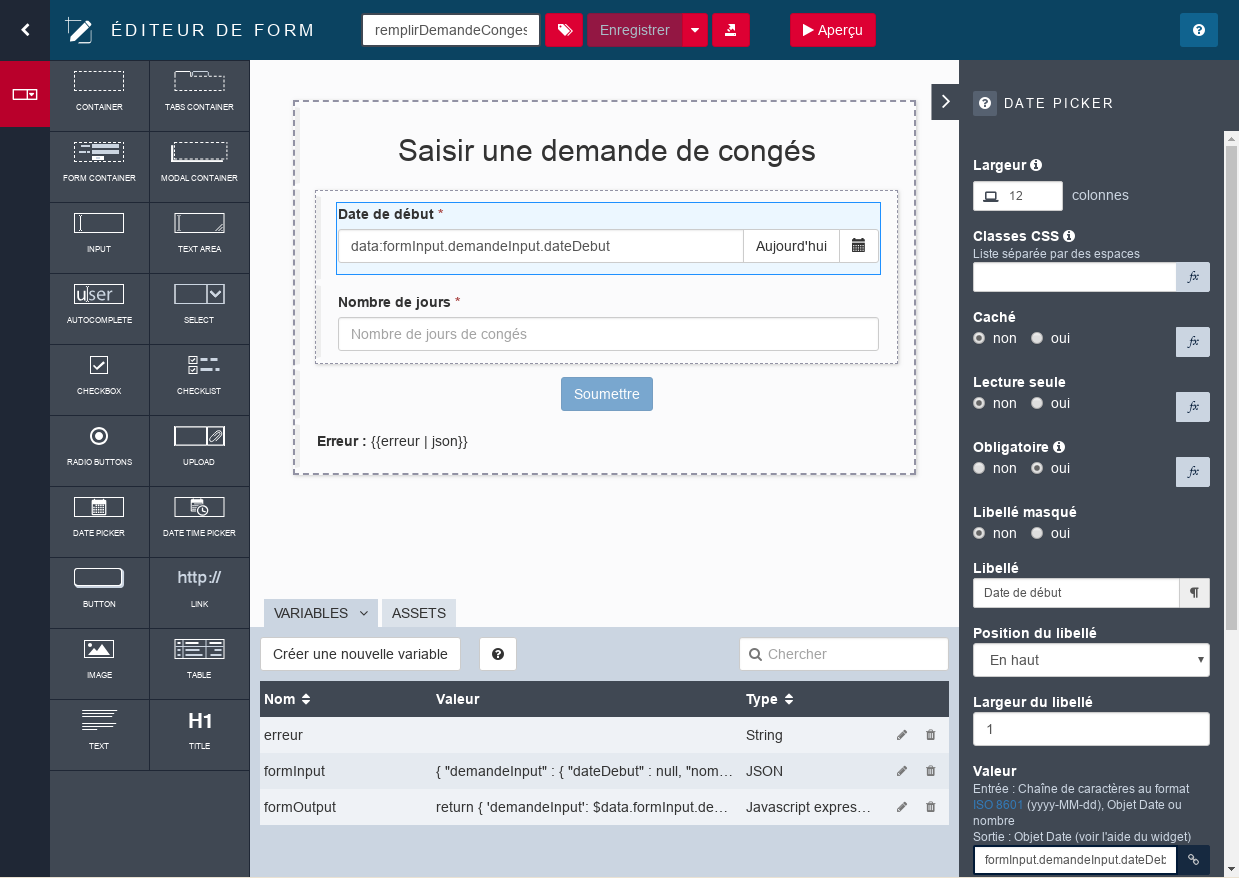 ÉDITEUR DE FORM
remplirDemandeConges
Enregistrer
Aperçu
CONTAINER
TABS CONTAINER
FORM CONTAINER
MODAL CONTAINER
INPUT
TEXT AREA
user
AUTOCOMPLETE
SELECT
CHECKBOX
CHECKLIST
RADIO BUTTONS
UPLOAD
DATE PICKER
DATE TIME PICKER
BUTTON
http://
LINK
IMAGE
TABLE
TEXT
H1
TITLE
Saisir une demande de congés
Date de début *
data:formInput.demandeInput.dateDebut
Aujourd'hui
Nombre de jours *
Nombre de jours de congés
Soumettre
Erreur : {{erreur | json}}
VARIABLES
ASSETS
Créer une nouvelle variable
?
Chercher
Nom Valeur Type
erreur String
formInput { "demandeInput" : { "dateDebut" : null, "nom… JSON
formOutput return { 'demandeInput': $data.formInput.de… Javascript expres…
?
? DATE PICKER
Largeur
12 colonnes
Classes CSS
Liste séparée par des espaces
fx
Caché
non oui fx
Lecture seule
non oui fx
Obligatoire
non oui fx
Libellé masqué
non oui
Libellé
Date de début ¶
Position du libellé
En haut
Largeur du libellé
1
Valeur
Entrée : Chaîne de caractères au format
ISO 8601 (yyyy-MM-dd), Objet Date ou
nombre
Sortie : Objet Date (voir l'aide du widget)
formInput.demandeInput.dateDeb